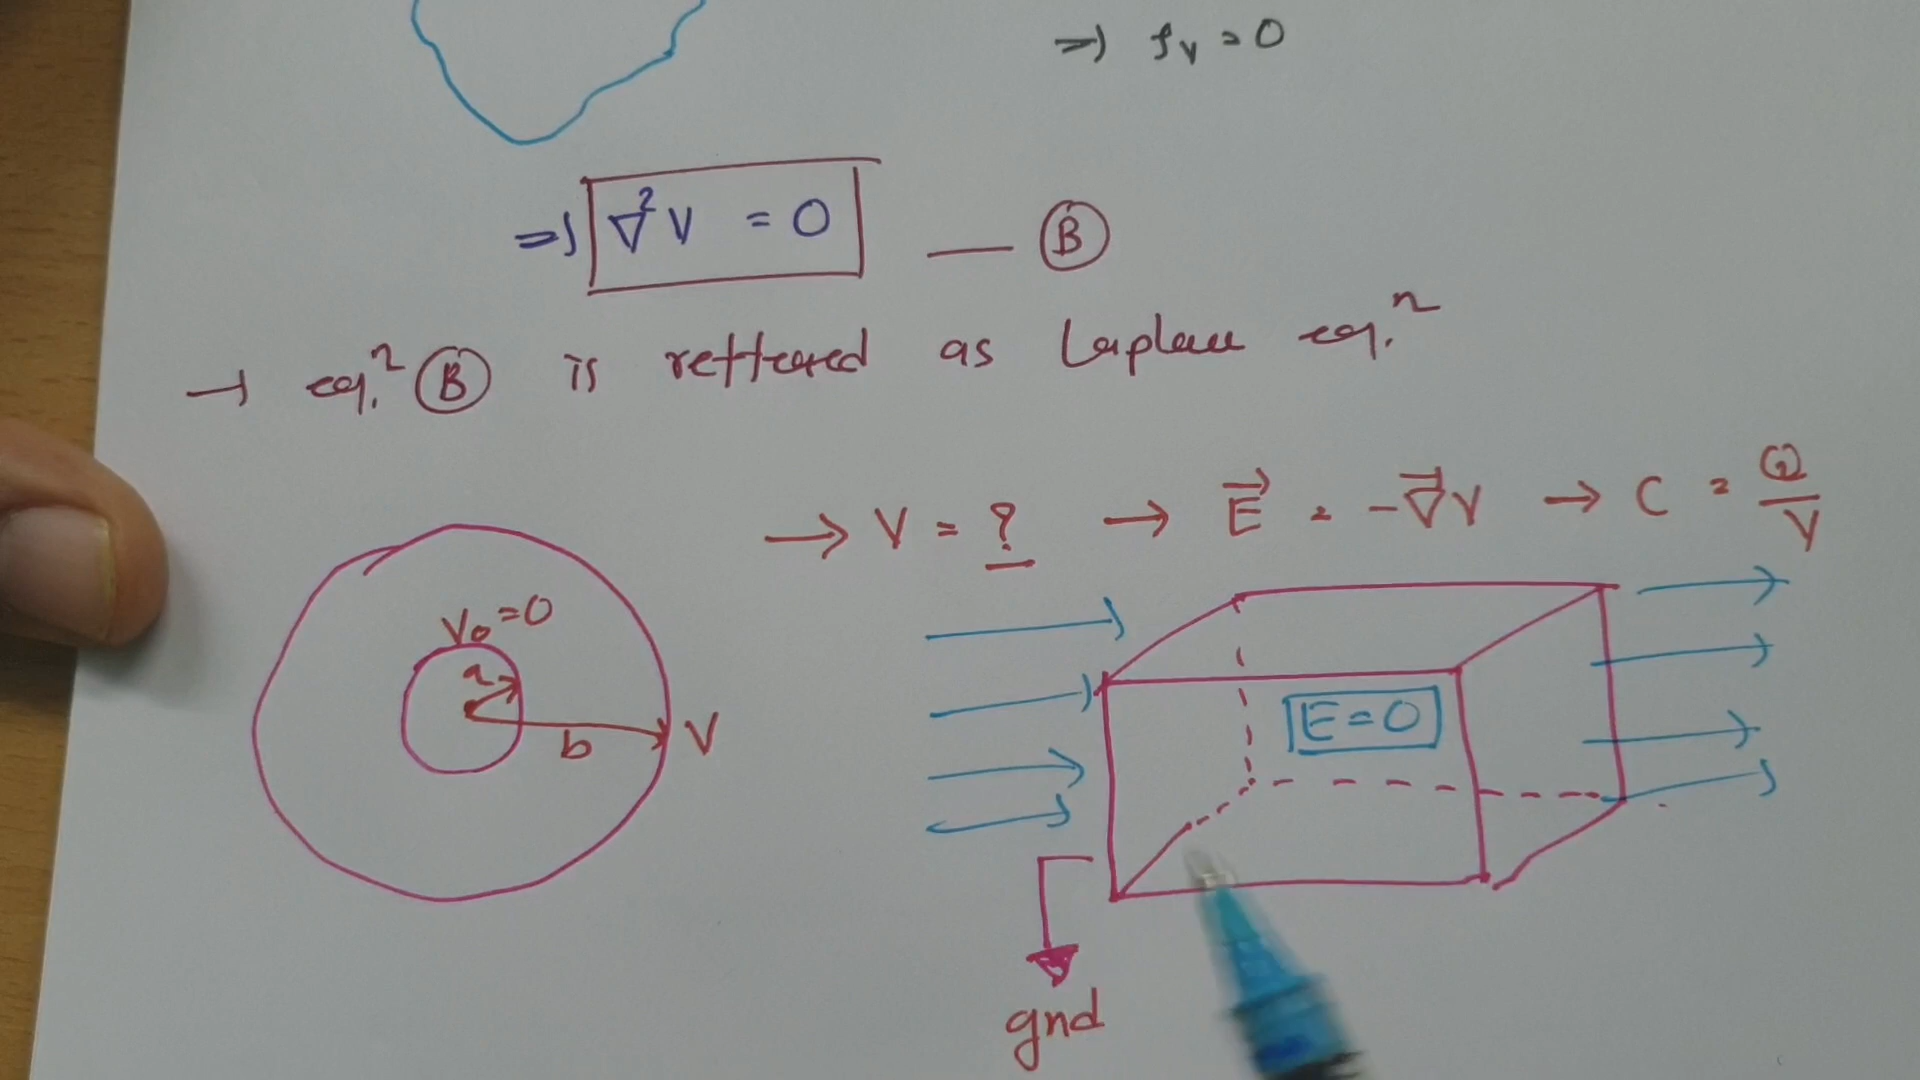 ⇒ ρv = 0
⇒ ∇²V = 0 — Ⓑ
→ eq.ⁿ Ⓑ is reffered as Laplace eq.ⁿ
→ V = ? → E⃗ = -∇⃗V → C = Q/V
V₀=0
a
b
V
E=0
gnd